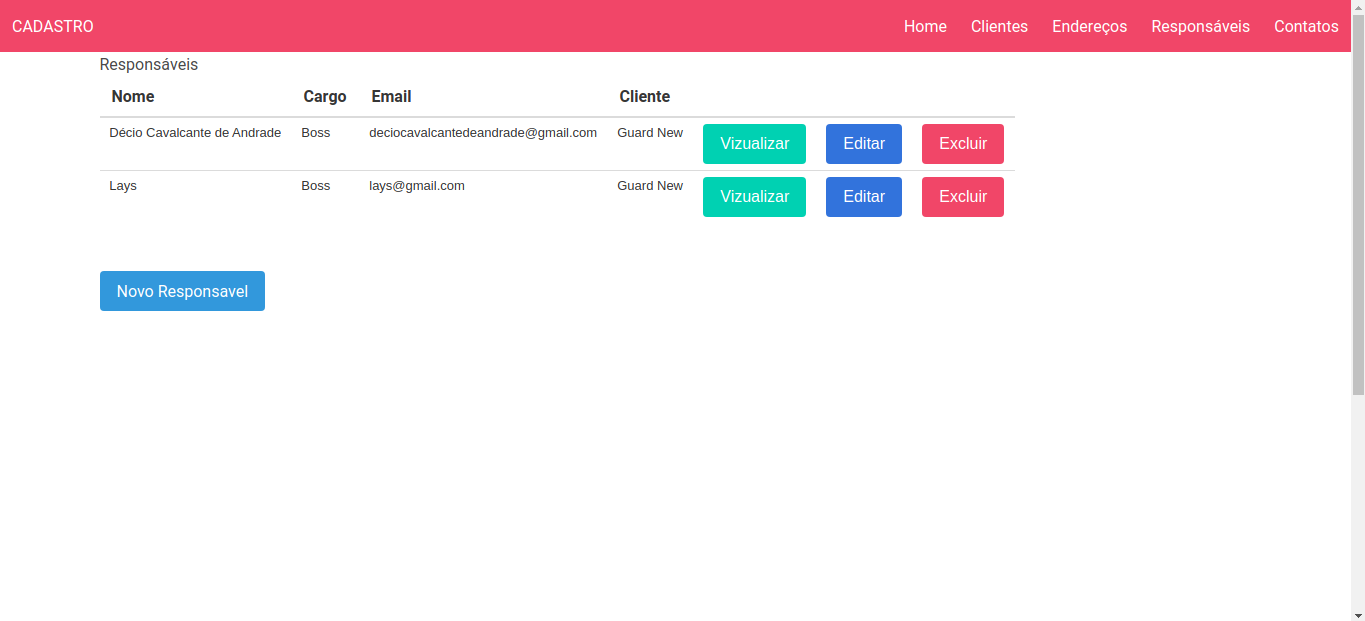 CADASTRO Home Clientes Endereços Responsáveis Contatos
Responsáveis
Nome Cargo Email Cliente
Décio Cavalcante de Andrade Boss deciocavalcantedeandrade@gmail.com Guard New Vizualizar Editar Excluir
Lays Boss lays@gmail.com Guard New Vizualizar Editar Excluir
Novo Responsavel